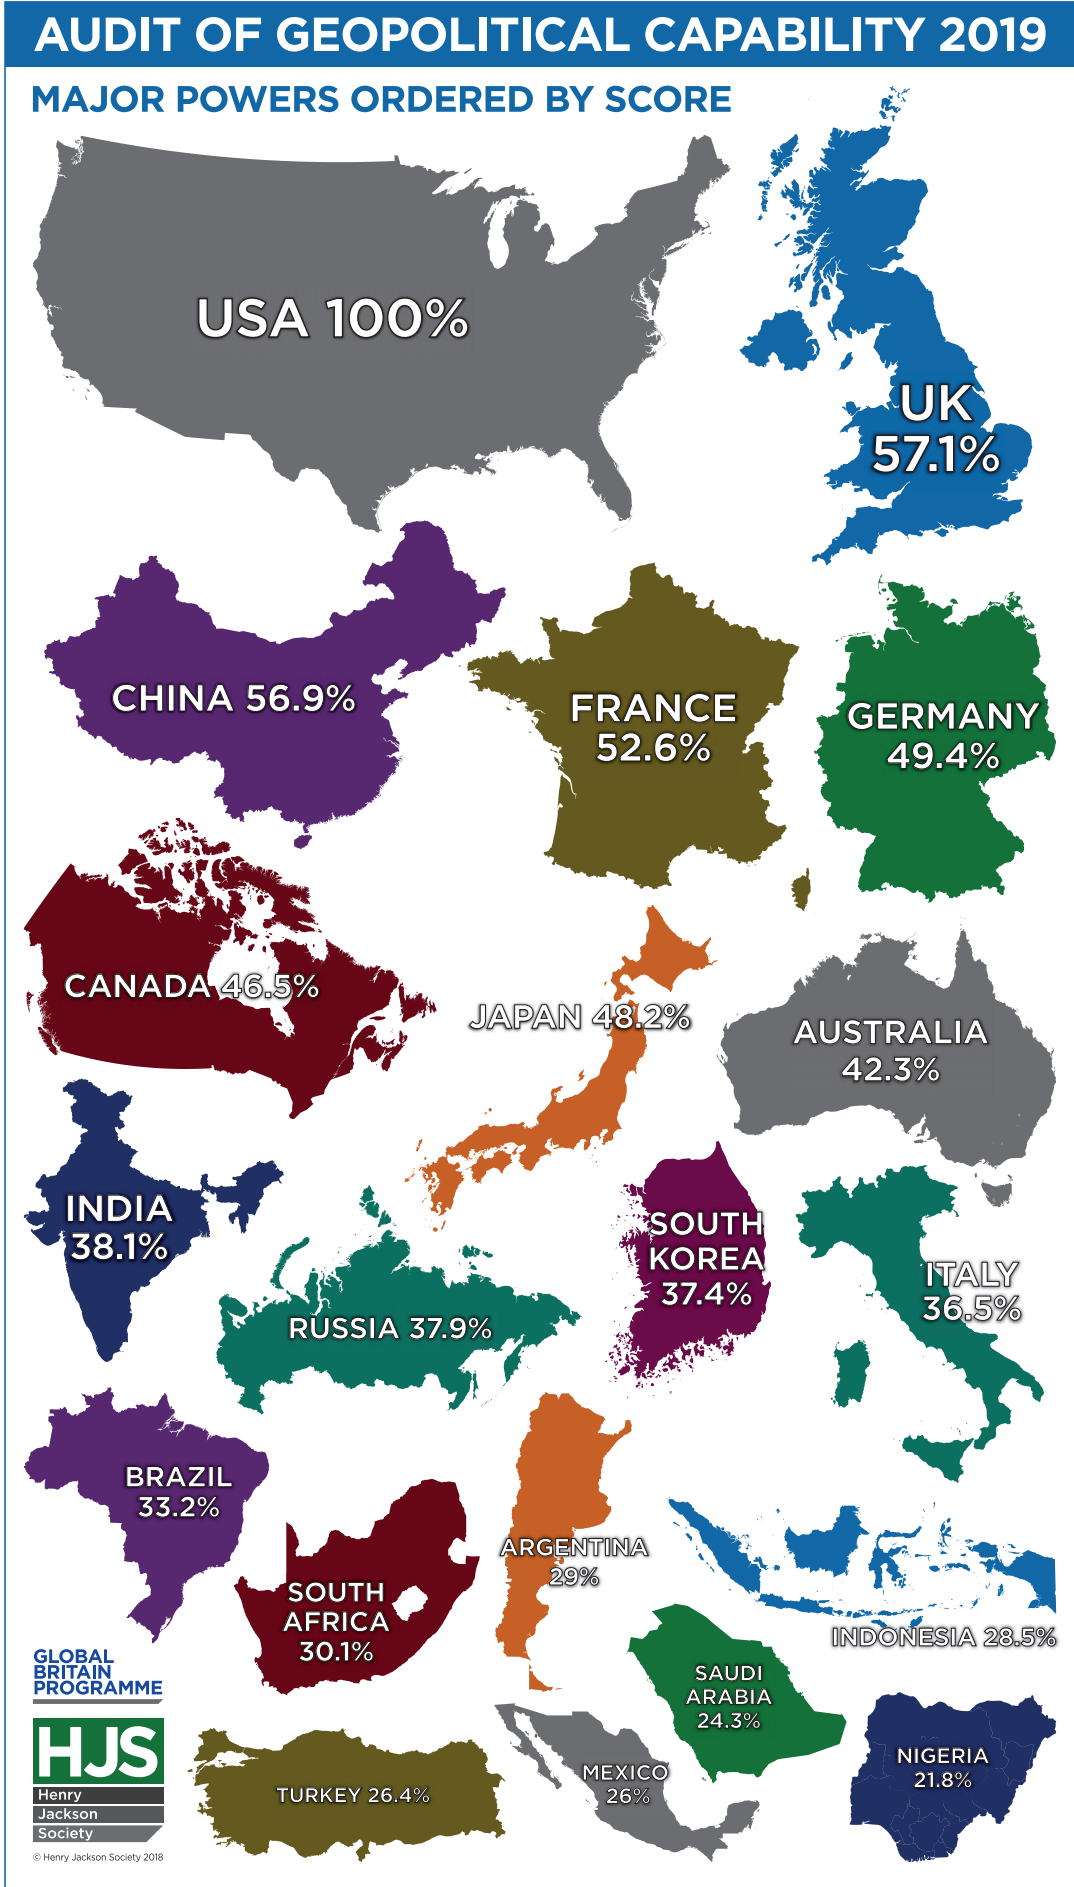 AUDIT OF GEOPOLITICAL CAPABILITY 2019
MAJOR POWERS ORDERED BY SCORE
USA 100%
UK
57.1%
CHINA 56.9%
FRANCE
52.6%
GERMANY
49.4%
CANADA 46.5%
JAPAN 48.2%
AUSTRALIA
42.3%
INDIA
38.1%
RUSSIA 37.9%
SOUTH
KOREA
37.4%
ITALY
36.5%
BRAZIL
33.2%
SOUTH
AFRICA
30.1%
ARGENTINA
29%
INDONESIA 28.5%
GLOBAL
BRITAIN
PROGRAMME
HJS
Henry
Jackson
Society
© Henry Jackson Society 2018
TURKEY 26.4%
MEXICO
26%
SAUDI
ARABIA
24.3%
NIGERIA
21.8%